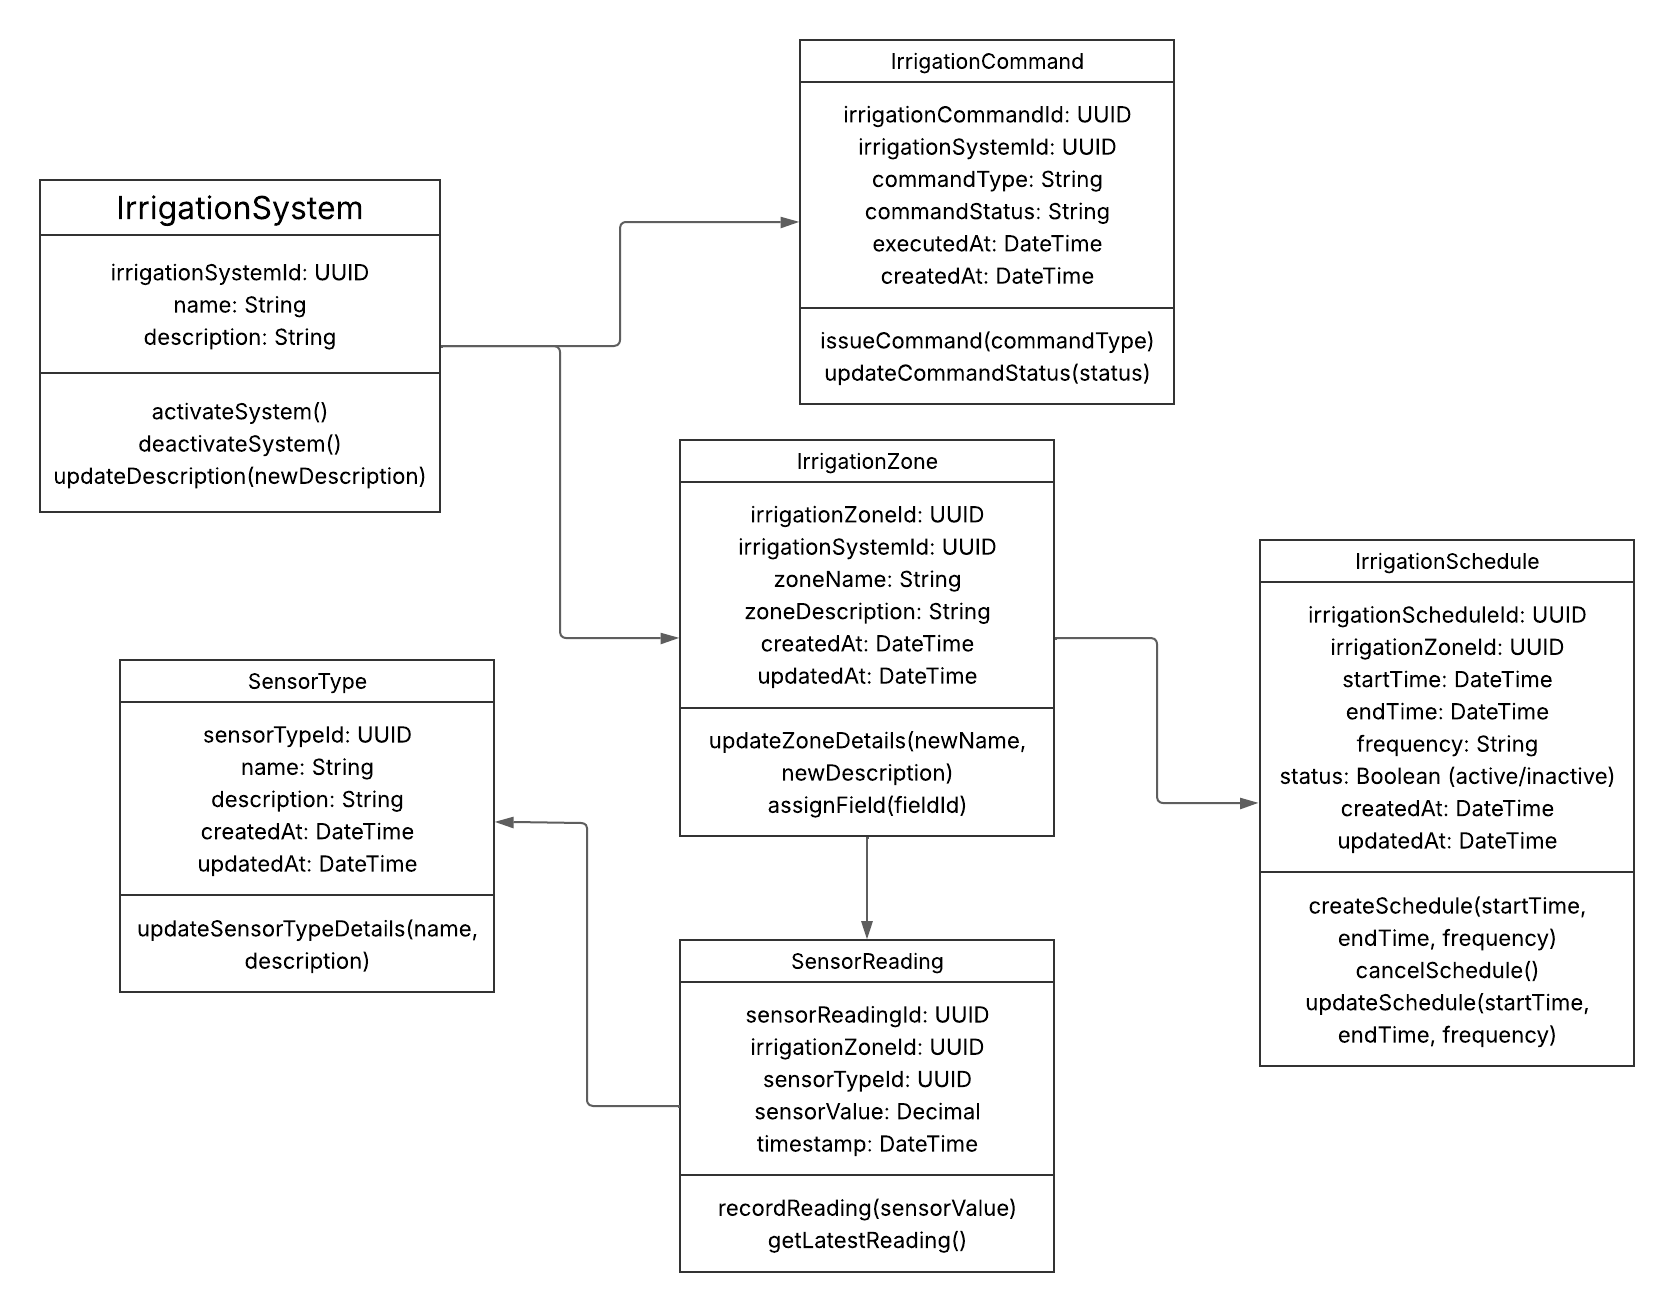 IrrigationCommand
irrigationCommandId: UUID
irrigationSystemId: UUID
commandType: String
commandStatus: String
executedAt: DateTime
createdAt: DateTime
issueCommand(commandType)
updateCommandStatus(status)
IrrigationSystem
irrigationSystemId: UUID
name: String
description: String
activateSystem()
deactivateSystem()
updateDescription(newDescription)
IrrigationZone
irrigationZoneId: UUID
irrigationSystemId: UUID
zoneName: String
zoneDescription: String
createdAt: DateTime
updatedAt: DateTime
updateZoneDetails(newName,
newDescription)
assignField(fieldId)
IrrigationSchedule
irrigationScheduleId: UUID
irrigationZoneId: UUID
startTime: DateTime
endTime: DateTime
frequency: String
status: Boolean (active/inactive)
createdAt: DateTime
updatedAt: DateTime
createSchedule(startTime,
endTime, frequency)
cancelSchedule()
updateSchedule(startTime,
endTime, frequency)
SensorType
sensorTypeId: UUID
name: String
description: String
createdAt: DateTime
updatedAt: DateTime
updateSensorTypeDetails(name,
description)
SensorReading
sensorReadingId: UUID
irrigationZoneId: UUID
sensorTypeId: UUID
sensorValue: Decimal
timestamp: DateTime
recordReading(sensorValue)
getLatestReading()